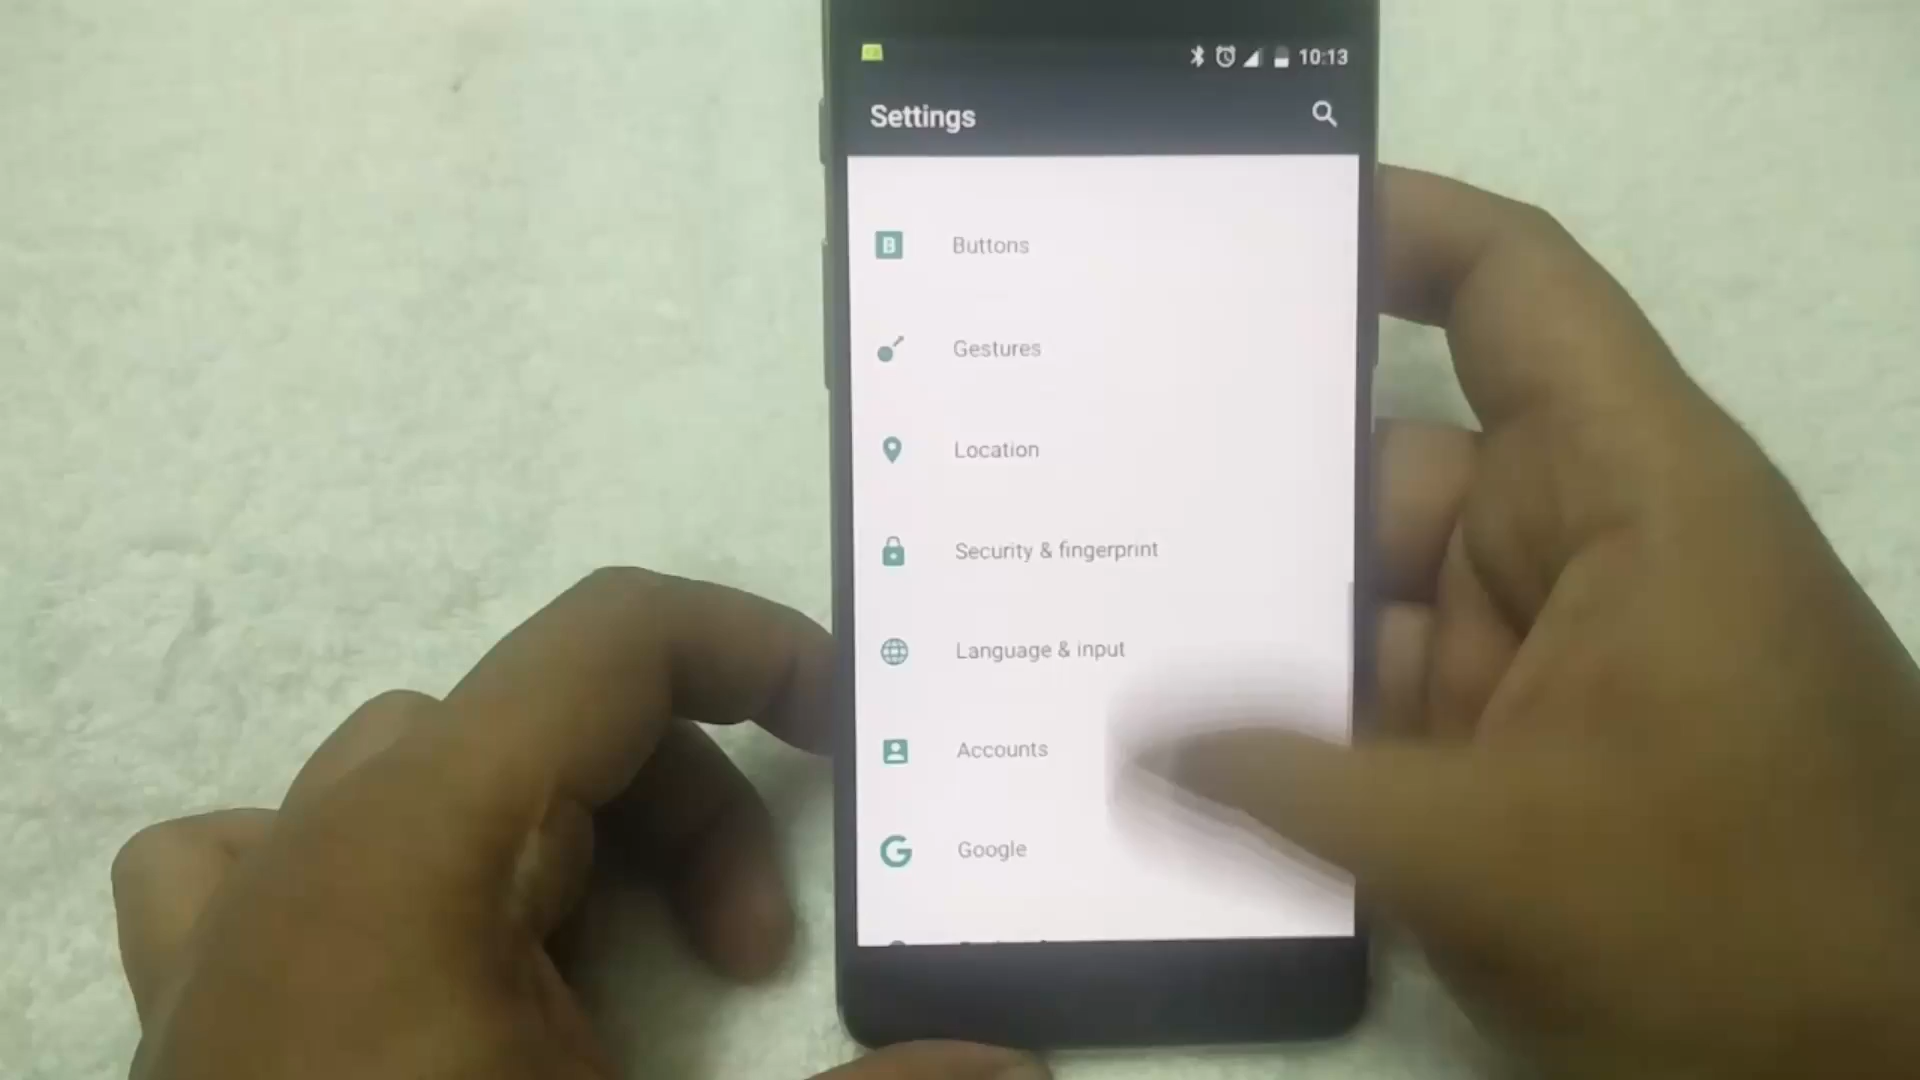 10:13
Settings
B Buttons
Gestures
Location
Security & fingerprint
Language & input
Accounts
G Google